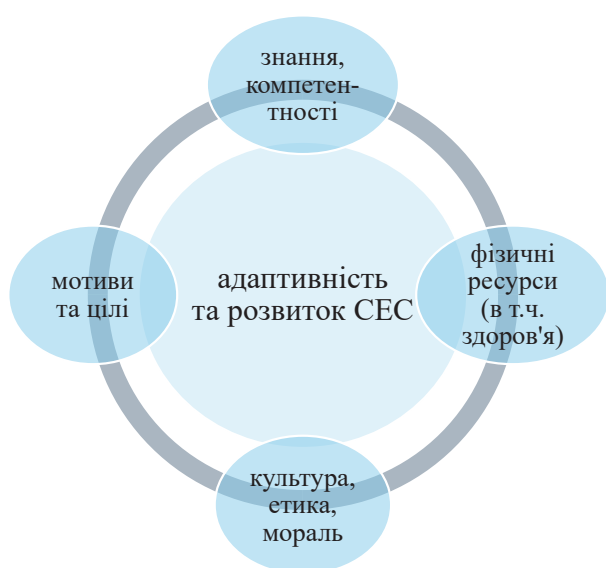 знання,
компетен-
тності
мотиви
та цілі
адаптивність
та розвиток СЕС
фізичні
ресурси
(в т.ч.
здоров'я)
культура,
етика,
мораль